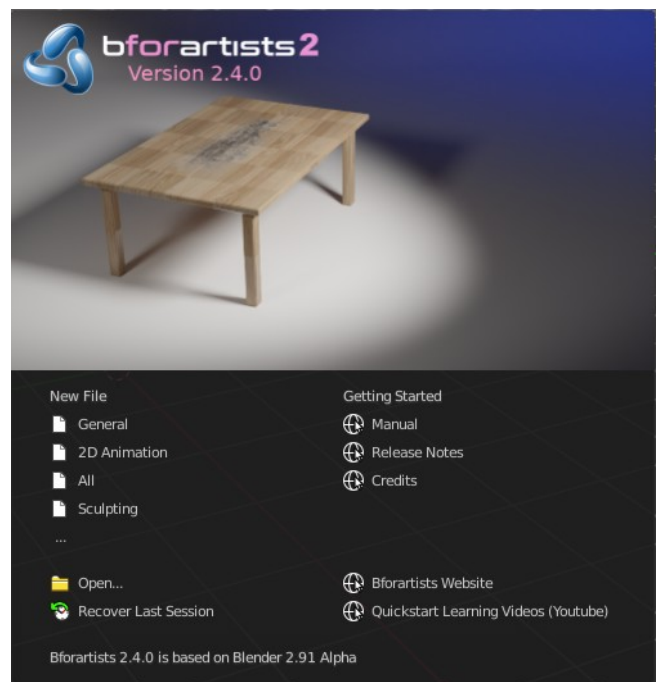 bforartists 2
Version 2.4.0
New File
General
2D Animation
All
Sculpting
...
Open...
Recover Last Session
Getting Started
Manual
Release Notes
Credits
Bforartists Website
Quickstart Learning Videos (Youtube)
Bforartists 2.4.0 is based on Blender 2.91 Alpha